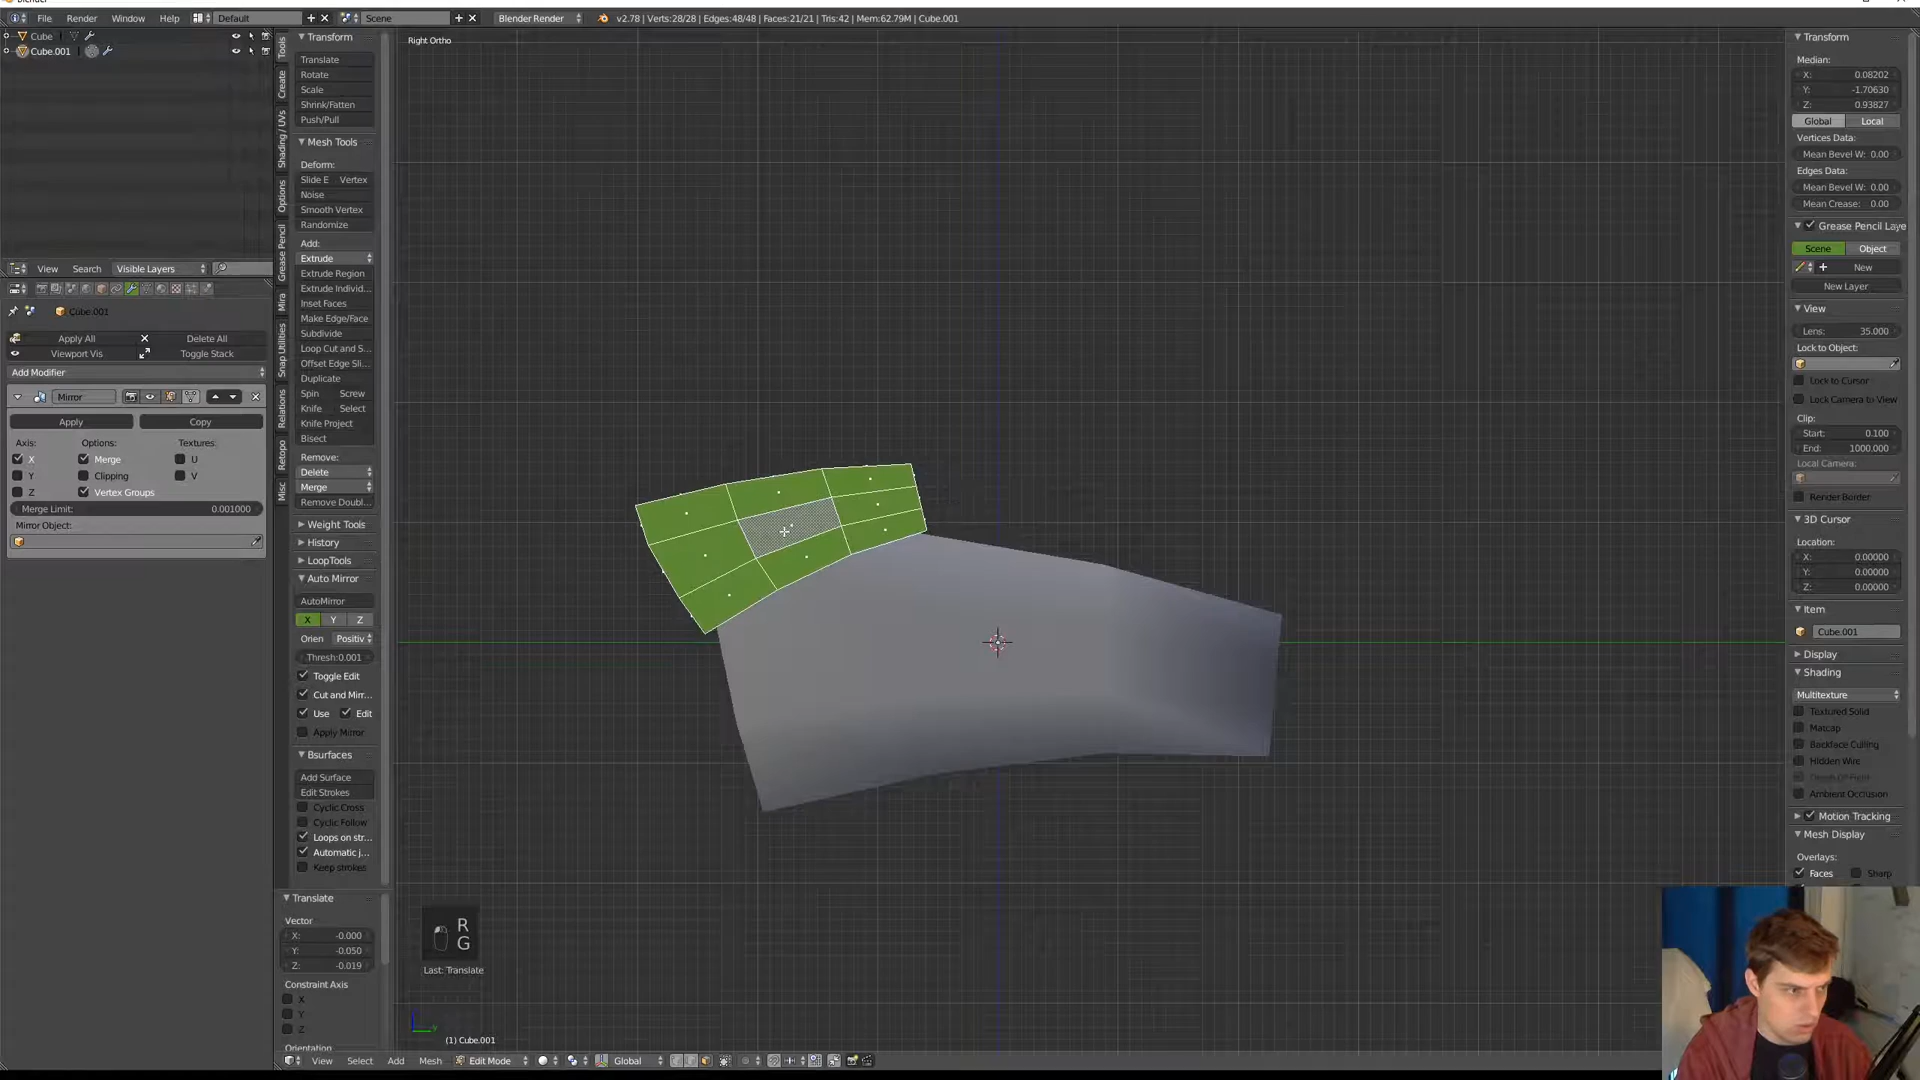 File Render Window Help Default Scene Blender Render v2.78 | Verts:28/28 | Edges:48/48 | Faces:21/21 | Tris:42 | Mem:62.79M | Cube.001
Cube
Cube.001
View Search Visible Layers
Cube.001
Apply All Delete All
Viewport Vis Toggle Stack
Add Modifier
Mirror
Apply Copy
Axis: Options: Textures:
X Merge U
Y Clipping V
Z Vertex Groups
Merge Limit: 0.001000
Mirror Object:
Tools
Create
Shading / UVs
Options
Grease Pencil
Mira
Snap Utilities
Relations
Retopo
Misc
Transform
Translate
Rotate
Scale
Shrink/Fatten
Push/Pull
Mesh Tools
Deform:
Slide E Vertex
Noise
Smooth Vertex
Randomize
Add:
Extrude
Extrude Region
Extrude Individ...
Inset Faces
Make Edge/Face
Subdivide
Loop Cut and S...
Offset Edge Sli...
Duplicate
Spin Screw
Knife Select
Knife Project
Bisect
Remove:
Delete
Merge
Remove Doubl...
Weight Tools
History
LoopTools
Auto Mirror
AutoMirror
X Y Z
Orien Positiv
Thresh:0.001
Toggle Edit
Cut and Mirr...
Use Edit
Apply Mirror
Bsurfaces
Add Surface
Edit Strokes
Cyclic Cross
Cyclic Follow
Loops on str...
Automatic j...
Keep strokes
Translate
Vector
X: -0.000
Y: -0.050
Z: -0.019
Constraint Axis
X
Y
Z
Orientation
Right Ortho
R
G
Last: Translate
y
(1) Cube.001
View Select Add Mesh Edit Mode Global
Transform
Median:
X: 0.08202
Y: -1.70630
Z: 0.93827
Global Local
Vertices Data:
Mean Bevel W: 0.00
Edges Data:
Mean Bevel W: 0.00
Mean Crease: 0.00
Grease Pencil Laye
Scene Object
New
New Layer
View
Lens: 35.000
Lock to Object:
Lock to Cursor
Lock Camera to View
Clip:
Start: 0.100
End: 1000.000
Local Camera:
Render Border
3D Cursor
Location:
X: 0.00000
Y: 0.00000
Z: 0.00000
Item
Cube.001
Display
Shading
Multitexture
Textured Solid
Matcap
Backface Culling
Hidden Wire
Ambient Occlusion
Motion Tracking
Mesh Display
Overlays:
Faces Sharp